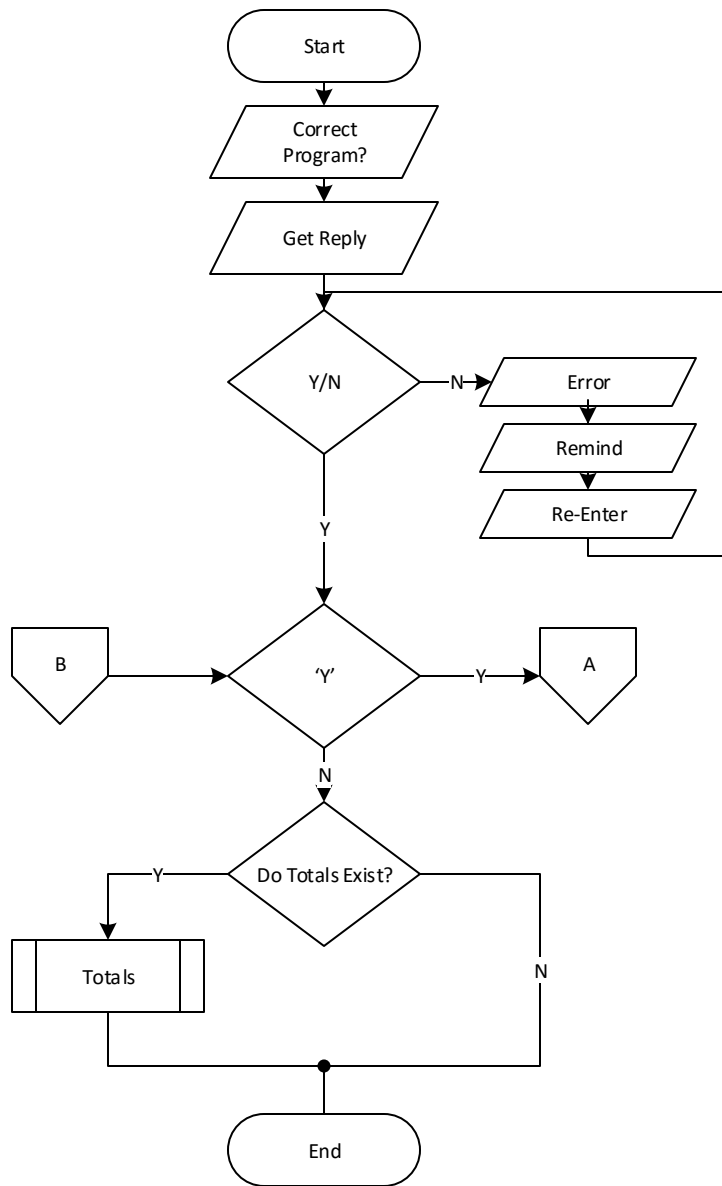 Start
Correct
Program?
Get Reply
Y/N
N
Error
Remind
Re-Enter
Y
B
‘Y’
Y
A
N
Do Totals Exist?
Y
N
Totals
End